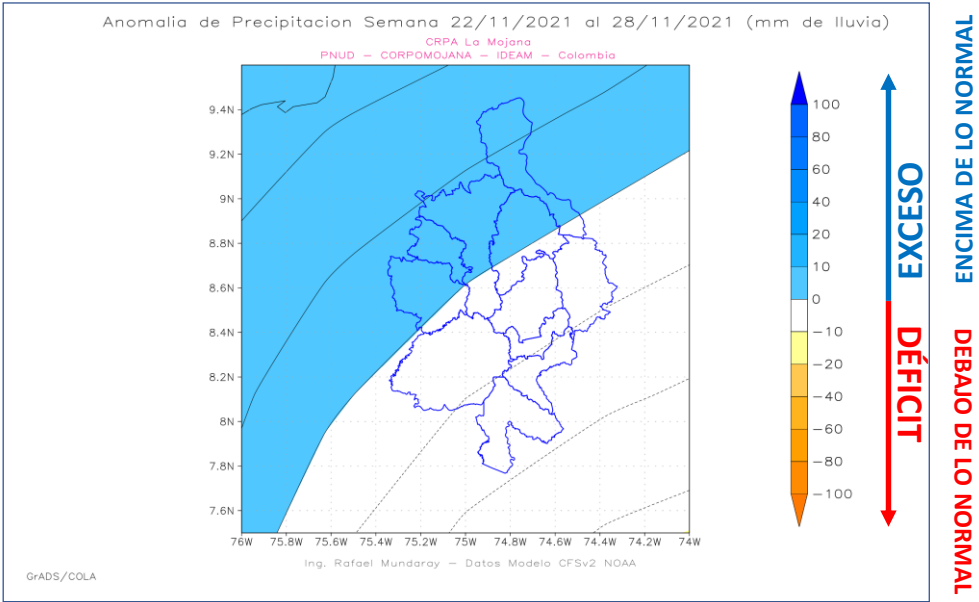 Anomalia de Precipitacion Semana 22/11/2021 al 28/11/2021 (mm de lluvia)
CRPA La Mojana
PNUD − CORPOMOJANA − IDEAM − Colombia
9.4N
9.2N
9N
8.8N
8.6N
8.4N
8.2N
8N
7.8N
7.6N
76W 75.8W 75.6W 75.4W 75.2W 75W 74.8W 74.6W 74.4W 74.2W 74W
Ing. Rafael Mundaray − Datos Modelo CFSv2 NOAA
GrADS/COLA
100
80
60
40
20
10
0
−10
−20
−40
−60
−80
−100
EXCESO
DÉFICIT
ENCIMA DE LO NORMAL
DEBAJO DE LO NORMAL